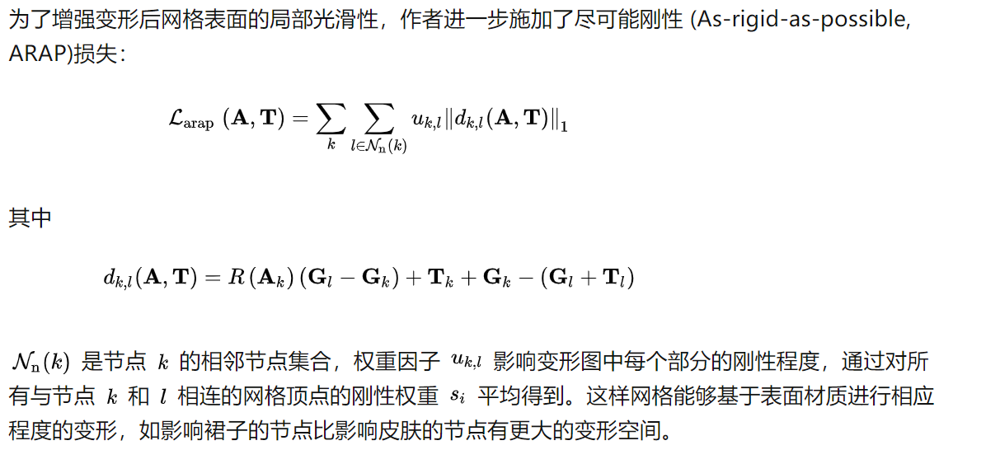 为了增强变形后网格表面的局部光滑性，作者进一步施加了尽可能刚性 (As-rigid-as-possible,
ARAP)损失：
$\mathcal{L}_{\text{arap}}(\mathbf{A}, \mathbf{T}) = \sum_{k} \sum_{l \in \mathcal{N}_{\mathrm{n}}(k)} u_{k,l} \| d_{k,l}(\mathbf{A}, \mathbf{T}) \|_1$
其中
$d_{k,l}(\mathbf{A}, \mathbf{T}) = R(\mathbf{A}_k)(\mathbf{G}_l - \mathbf{G}_k) + \mathbf{T}_k + \mathbf{G}_k - (\mathbf{G}_l + \mathbf{T}_l)$
$\mathcal{N}_{\mathrm{n}}(k)$ 是节点 $k$ 的相邻节点集合，权重因子 $u_{k,l}$ 影响变形图中每个部分的刚性程度，通过对所
有与节点 $k$ 和 $l$ 相连的网格顶点的刚性权重 $s_i$ 平均得到。这样网格能够基于表面材质进行相应
程度的变形，如影响裙子的节点比影响皮肤的节点有更大的变形空间。